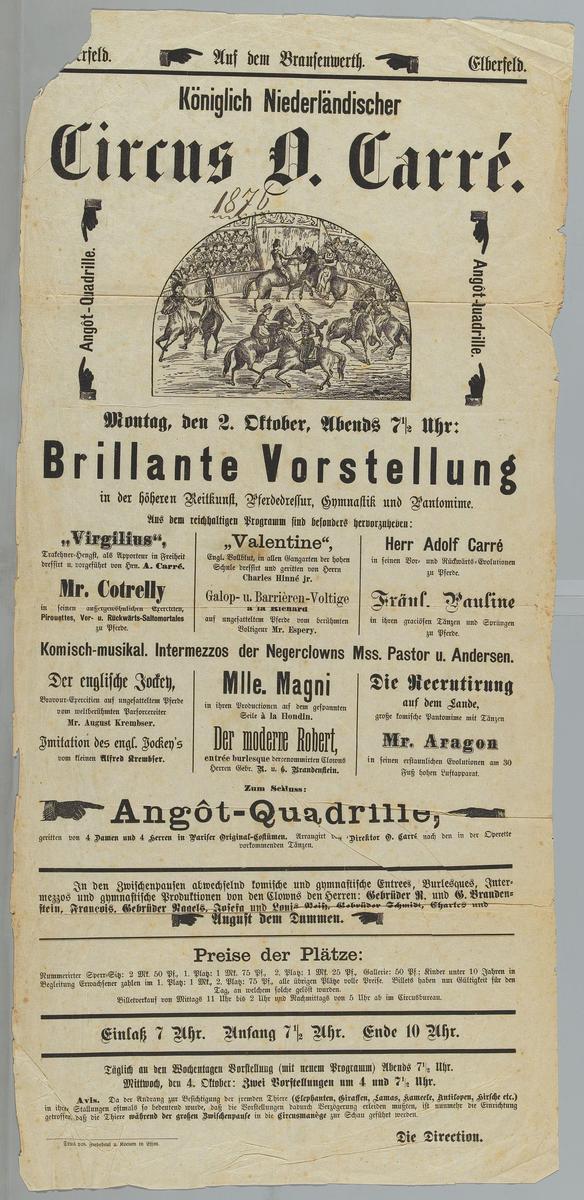 Elberfeld. Auf dem Brausenwerth. Elberfeld.
Königlich Niederländischer
Circus O. Carré.
1876
Angôt-Quadrille.
Angôt-Quadrille.
Montag, den 2. Oktober, Abends 7½ Uhr:
Brillante Vorstellung
in der höheren Reitkunst, Pferdedressur, Gymnastik und Pantomime.
Aus dem reichhaltigen Programm sind besonders hervorzuheben:
„Virgilius“,
Trakehner-Hengst, als Apporteur in Freiheit
dressirt u. vorgeführt von Hrn. A. Carré.
Mr. Cotrelly
in seinen außergewöhnlichen Exercitien,
Pirouettes, Vor- u. Rückwärts-Saltomortales
zu Pferde.
„Valentine“,
Engl. Vollblut, in allen Gangarten der hohen
Schule dressirt und geritten von Herrn
Charles Hinné jr.
Galop- u. Barrièren-Voltige
à la Richard
auf ungesatteltem Pferde vom berühmten
Voltigeur Mr. Espery.
Herr Adolf Carré
in seinen Vor- und Rückwärts-Evolutionen
zu Pferde.
Fräul. Pauline
in ihren graciösen Tänzen und Sprüngen
zu Pferde.
Komisch-musikal. Intermezzos der Negerclowns Mss. Pastor u. Andersen.
Der englische Jockey,
Bravour-Exercitien auf ungesatteltem Pferde
vom weltberühmten Parforcereiter
Mr. August Krembser.
Imitation des engl. Jockey's
vom kleinen Alfred Krembser.
Mlle. Magni
in ihren Produktionen auf dem gespannten
Seile à la Blondin.
Der moderne Robert,
entrée burlesque der renommirten Clowns
Herren Gebr. R. u. G. Brandenstein.
Die Recrutirung
auf dem Lande,
große komische Pantomime mit Tänzen
Mr. Aragon
in seinen erstaunlichen Evolutionen am 30
Fuß hohen Luftapparat.
Zum Schluss:
Angôt-Quadrille,
geritten von 4 Damen und 4 Herren in Pariser Original-Costümen. Arrangirt Direktor O. Carré nach den in der Operette
vorkommenden Tänzen.
In den Zwischenpausen abwechselnd komische und gymnastische Entrees, Burlesques, Inter-
mezzos und gymnastische Produktionen von den Clowns den Herren: Gebrüder R. und G. Branden-
stein, Francois, Gebrüder Nagels, Josefa und Louis Gebrüder Schmidt, Charles und
August dem Dummen.
Preise der Plätze:
Nummerirter Sperr-Sitz: 2 Mk. 50 Pf., 1. Platz: 1 Mk. 75 Pf., 2. Platz: 1 Mk. 25 Pf., Gallerie: 50 Pf; Kinder unter 10 Jahren in
Begleitung Erwachsener zahlen im 1. Platz: 1 Mk., 2. Platz: 75 Pf., alle übrigen Plätze volle Preise. Billets haben nur Gültigkeit für den
Tag, an welchem solche gelöst wurden.
Billetverkauf von Mittags 11 Uhr bis 2 Uhr und Nachmittags von 5 Uhr ab im Circusbureau.
Einlaß 7 Uhr. Anfang 7½ Uhr. Ende 10 Uhr.
Täglich an den Wochentagen Vorstellung (mit neuem Programm) Abends 7½ Uhr.
Mittwoch, den 4. Oktober: Zwei Vorstellungen um 4 und 7½ Uhr.
Avis. Da der Andrang zur Besichtigung der fremden Thiere (Elephanten, Giraffen, Lamas, Kameele, Antilopen, Hirsche etc.)
in ihren Stallungen oftmals so bedeutend wurde, daß die Vorstellungen dadurch Verzögerung erleiden mußten, ist nunmehr die Einrichtung
getroffen, daß die Thiere während der großen Zwischenpause in die Circusmanège zur Schau geführt werden.
Die Direction.
Druck von Fredebeul u. Koenen in Essen.